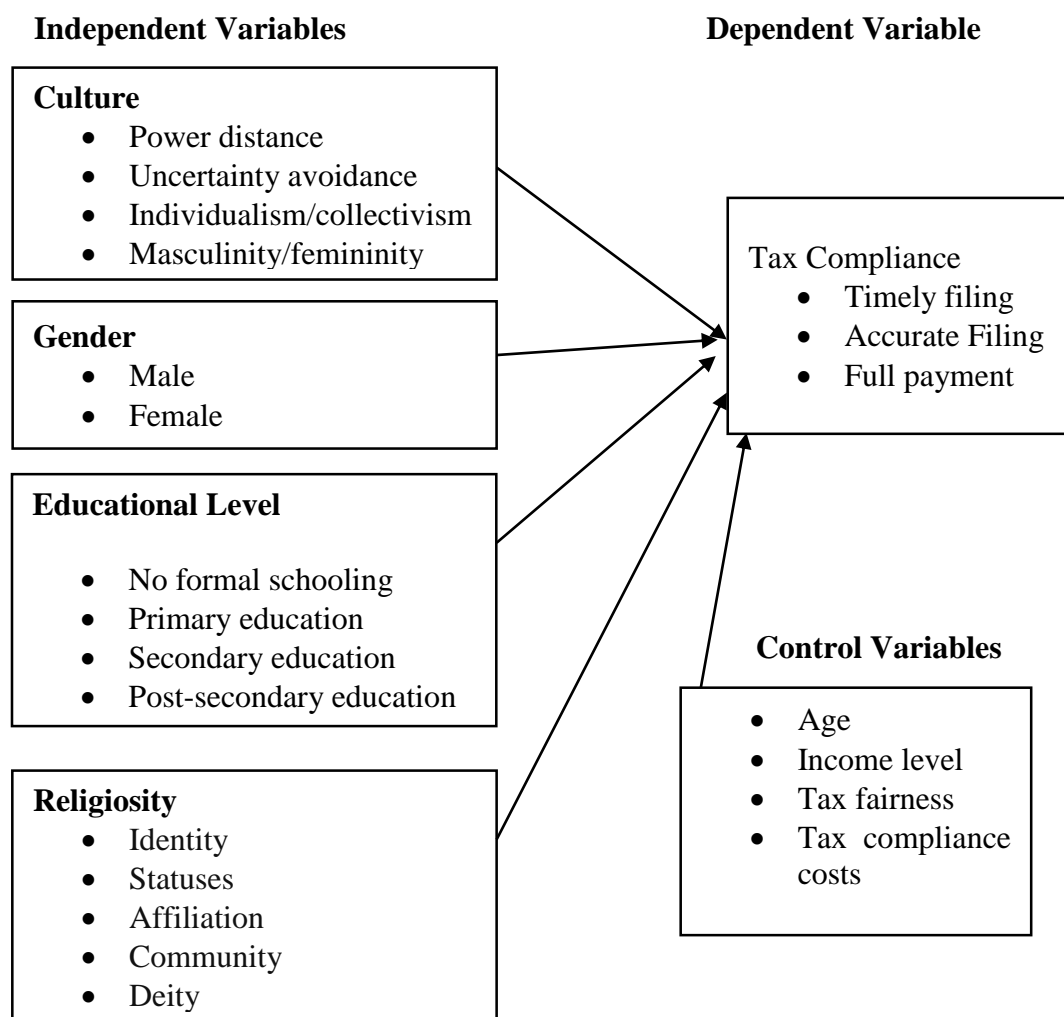 Independent Variables
Dependent Variable
Culture
• Power distance
• Uncertainty avoidance
• Individualism/collectivism
• Masculinity/femininity
Gender
• Male
• Female
Educational Level
• No formal schooling
• Primary education
• Secondary education
• Post-secondary education
Religiosity
• Identity
• Statuses
• Affiliation
• Community
• Deity
Tax Compliance
• Timely filing
• Accurate Filing
• Full payment
Control Variables
• Age
• Income level
• Tax fairness
• Tax compliance
costs